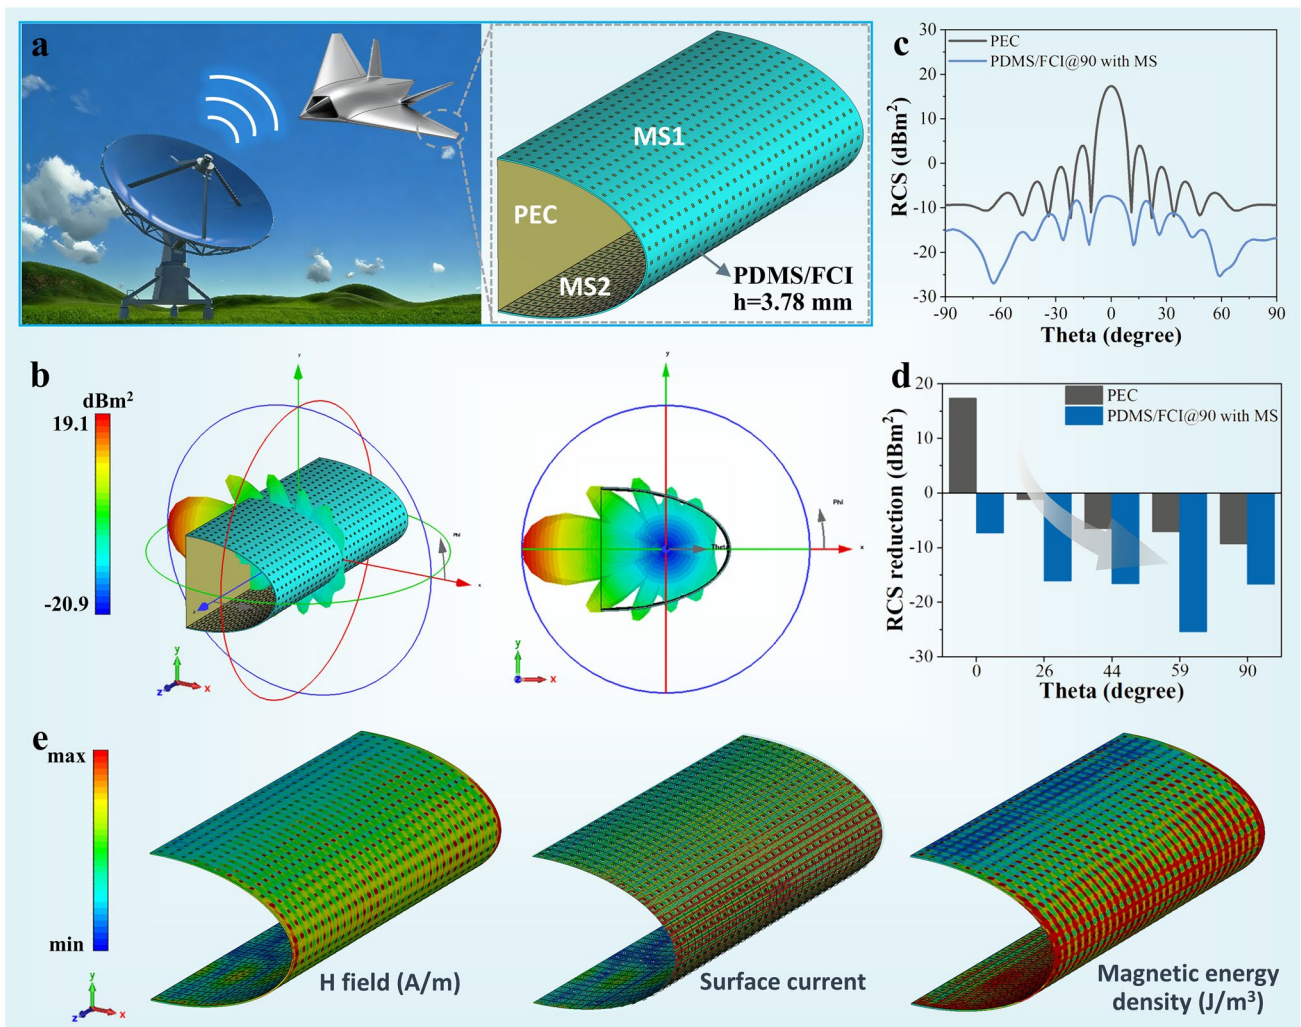 a
MS1
PEC
MS2
PDMS/FCI
h=3.78 mm
c
PEC
PDMS/FCI@90 with MS
RCS (dBm²)
30
20
10
0
-10
-20
-30
-90
-60
-30
0
30
60
90
Theta (degree)
b
dBm²
19.1
-20.9
Y
Phi
x
z
y
x
z
y
Phi
Theta
x
y
z
x
d
PEC
PDMS/FCI@90 with MS
RCS reduction (dBm²)
20
10
0
-10
-20
-30
0
26
44
59
90
Theta (degree)
e
max
min
y
z
x
H field (A/m)
Surface current
Magnetic energy
density (J/m³)